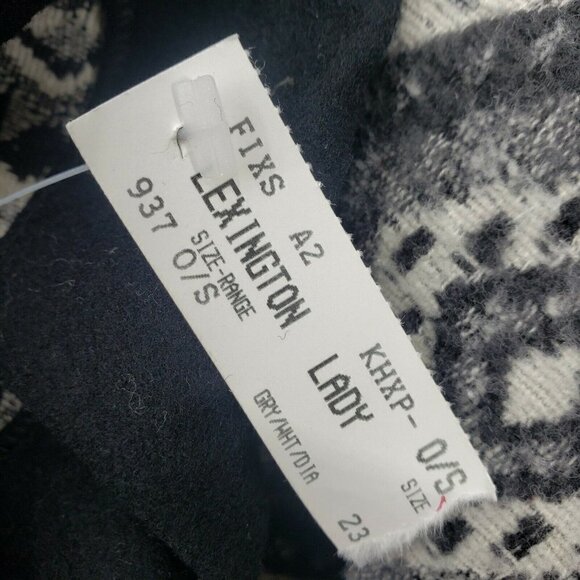 FIXS A2 KHXP- O/S
LEXINGTON LADY SIZE
SIZE-RANGE
937 O/S GRY/WHT/DIA 23